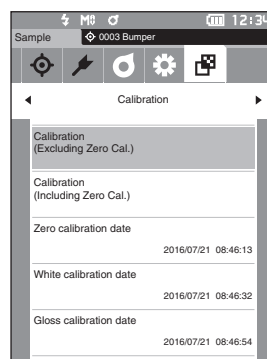 M0 12:34
Sample 0003 Bumper
Calibration
Calibration
(Excluding Zero Cal.)
Calibration
(Including Zero Cal.)
Zero calibration date
2016/07/21 08:46:13
White calibration date
2016/07/21 08:46:32
Gloss calibration date
2016/07/21 08:46:54